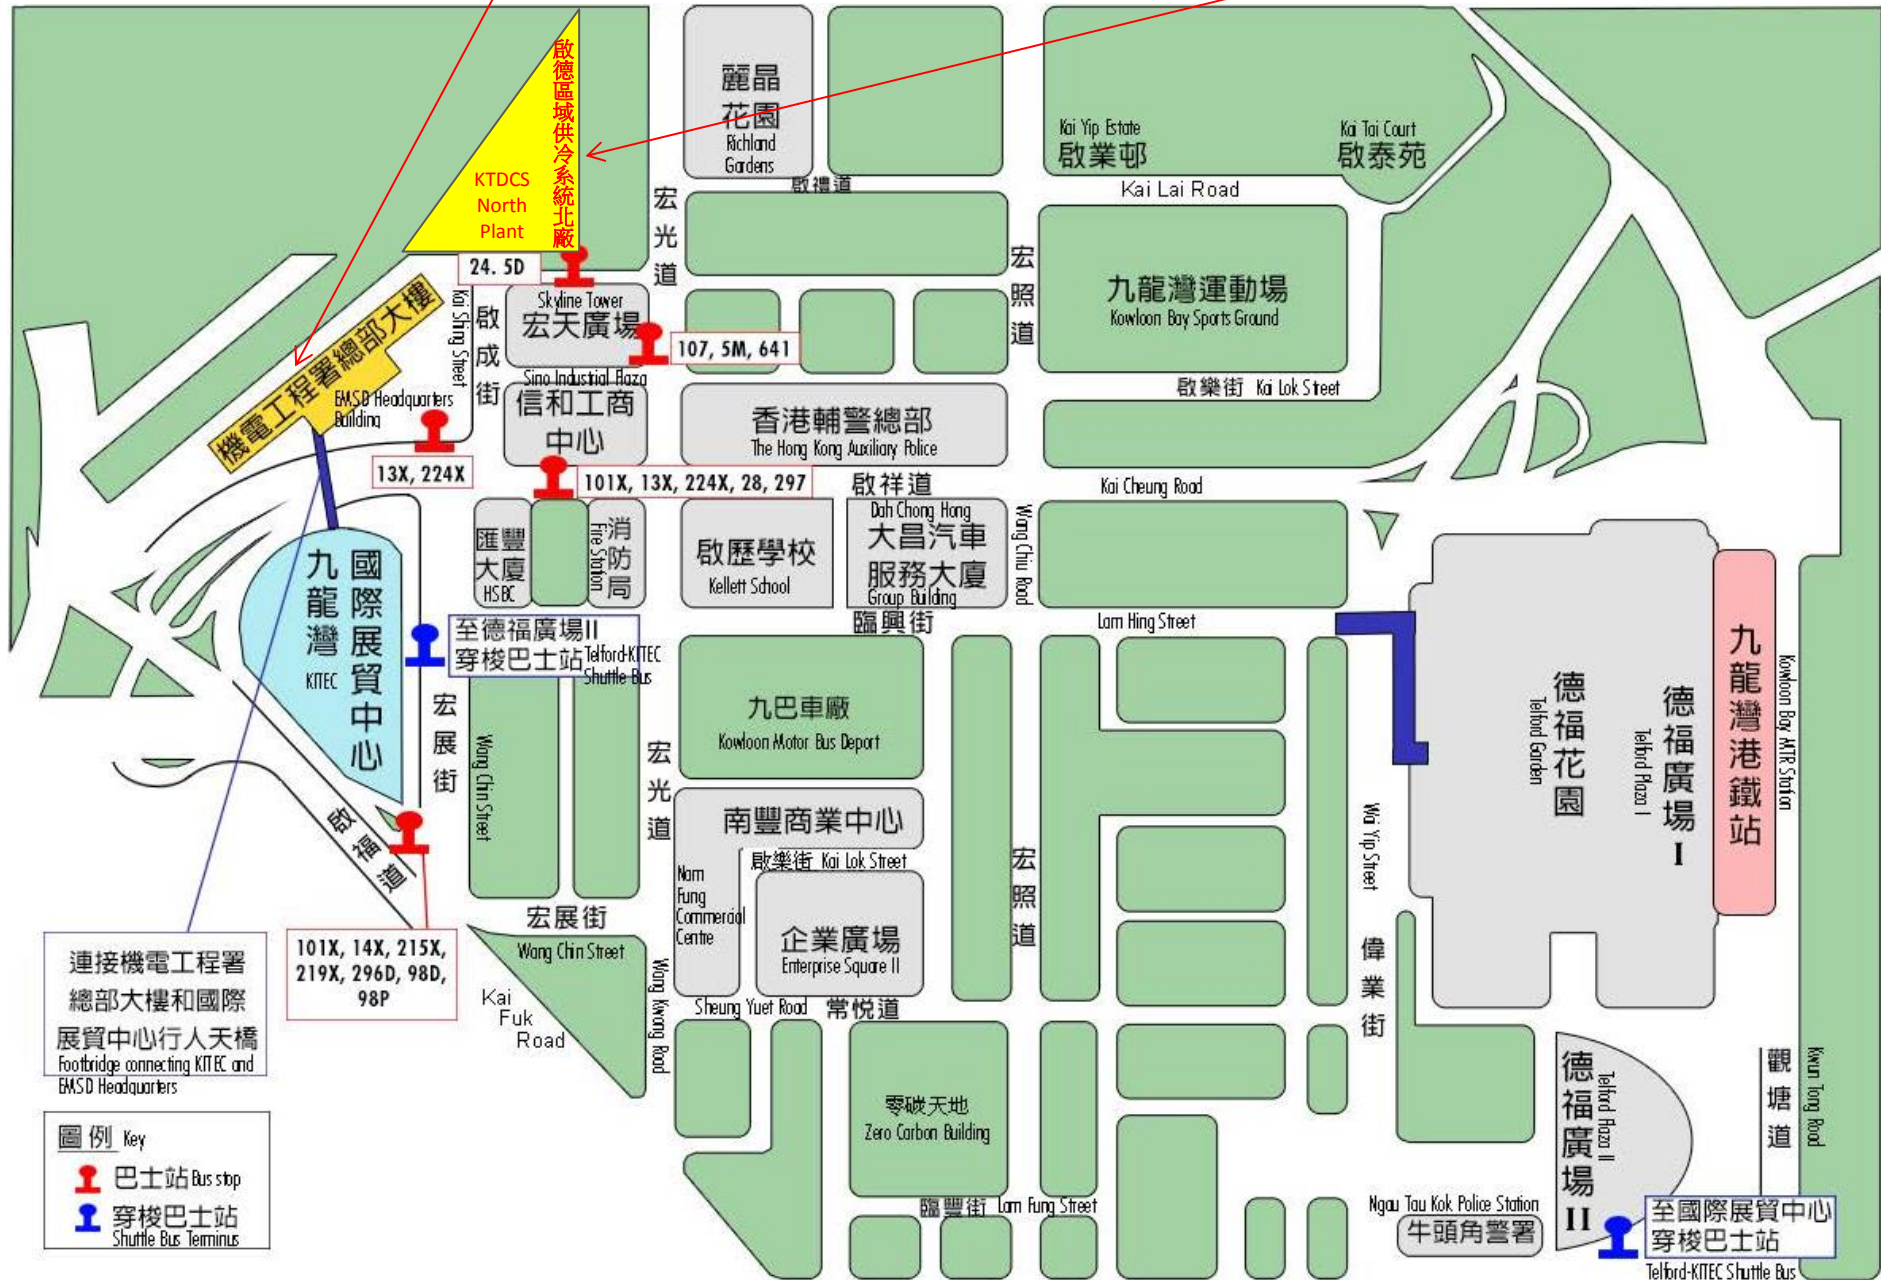 啟德區域供冷系統北廠
KTDCS
North
Plant
麗晶
花園
Richland
Gardens
啟禮道
Kai Yip Estate
啟業邨
Kai Tai Court
啟泰苑
Kai Lai Road
宏光道
宏照道
24. 5D
Kai Shing Street
啟成街
Skyline Tower
宏天廣場
107, 5M, 641
九龍灣運動場
Kowloon Bay Sports Ground
機電工程署總部大樓
EMSD Headquarters
Building
Sino Industrial Plaza
信和工商
中心
香港輔警總部
The Hong Kong Auxiliary Police
啟樂街 Kai Lok Street
13X, 224X
101X, 13X, 224X, 28, 297
啟祥道
Kai Cheung Road
匯豐
大廈
HSBC
消防局
Fire Station
啟歷學校
Kellett School
Dah Chong Hong
大昌汽車
服務大廈
Group Building
Wang Chiu Road
臨興街
Lam Hing Street
國際展貿中心
九龍灣
KITEC
至德福廣場II
穿梭巴士站
Telford-KITEC
Shuttle Bus
宏展街
Wang Chin Street
宏光道
九巴車廠
Kowloon Motor Bus Deport
南豐商業中心
啟樂街 Kai Lok Street
Nam
Fung
Commercial
Centre
企業廣場
Enterprise Square II
宏照道
Wai Yip Street
偉業街
德福花園
Telford Garden
德福廣場 I
Telford Plaza I
九龍灣港鐵站
Kowloon Bay MTR Station
啟福道
101X, 14X, 215X,
219X, 296D, 98D,
98P
宏展街
Wang Chin Street
Kai
Fuk
Road
Wang Kwong Road
Sheung Yuet Road 常悅道
連接機電工程署
總部大樓和國際
展貿中心行人天橋
Footbridge connecting KITEC and
EMSD Headquarters
圖例 Key
巴士站 Bus stop
穿梭巴士站
Shuttle Bus Terminus
零碳天地
Zero Carbon Building
臨豐街 Lam Fung Street
Ngau Tau Kok Police Station
牛頭角警署
德福廣場 II
Telford Plaza II
觀塘道
Kwun Tong Road
至國際展貿中心
穿梭巴士站
Telford-KITEC Shuttle Bus